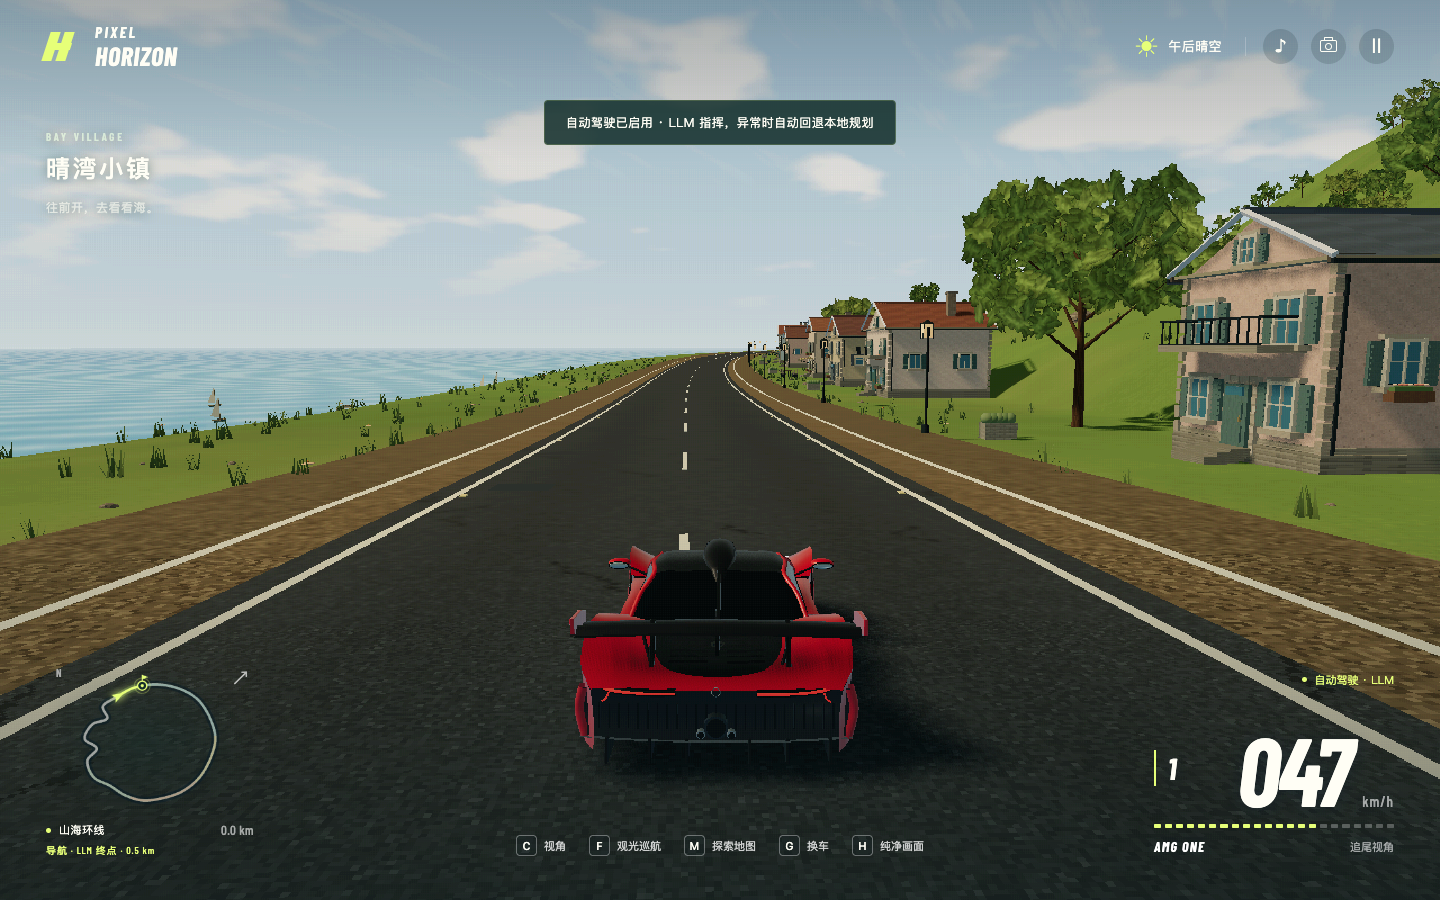 PIXEL
HORIZON
午后晴空
自动驾驶已启用 · LLM 指挥，异常时自动回退本地规划
BAY VILLAGE
晴湾小镇
往前开，去看看海。
N
自动驾驶 · LLM
1
047
km/h
山海环线
0.0 km
导航 · LLM 终点 · 0.5 km
C 视角
F 观光巡航
M 探索地图
G 换车
H 纯净画面
AMG ONE
追尾视角